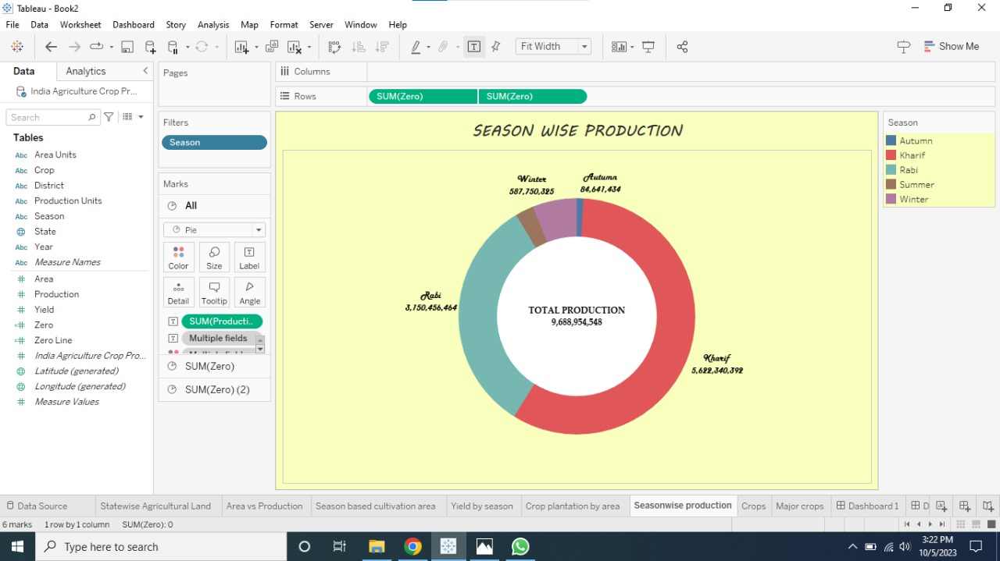 Tableau - Book2
File Data Worksheet Dashboard Story Analysis Map Format Server Window Help
Fit Width
Show Me
Data Analytics
India Agriculture Crop Pr...
Search
Tables
Abc Area Units
Abc Crop
Abc District
Abc Production Units
Abc Season
State
Abc Year
Abc Measure Names
Area
Production
Yield
Zero
Zero Line
India Agriculture Crop Pro...
Latitude (generated)
Longitude (generated)
Measure Values
Pages
Filters
Season
Marks
All
Pie
Color Size Label
Detail Tooltip Angle
SUM(Producti..
Multiple fields
SUM(Zero)
SUM(Zero) (2)
Columns
Rows SUM(Zero) SUM(Zero)
SEASON WISE PRODUCTION
Winter
587,750,325
Autumn
84,641,434
Rabi
3,150,456,464
TOTAL PRODUCTION
9,688,954,548
Kharif
5,622,340,392
Season
Autumn
Kharif
Rabi
Summer
Winter
Data Source Statewise Agricultural Land Area vs Production Season based cultivation area Yield by season Crop plantation by area Seasonwise production Crops Major crops Dashboard 1 D
6 marks 1 row by 1 column SUM(Zero): 0
Type here to search
3:22 PM
10/5/2023